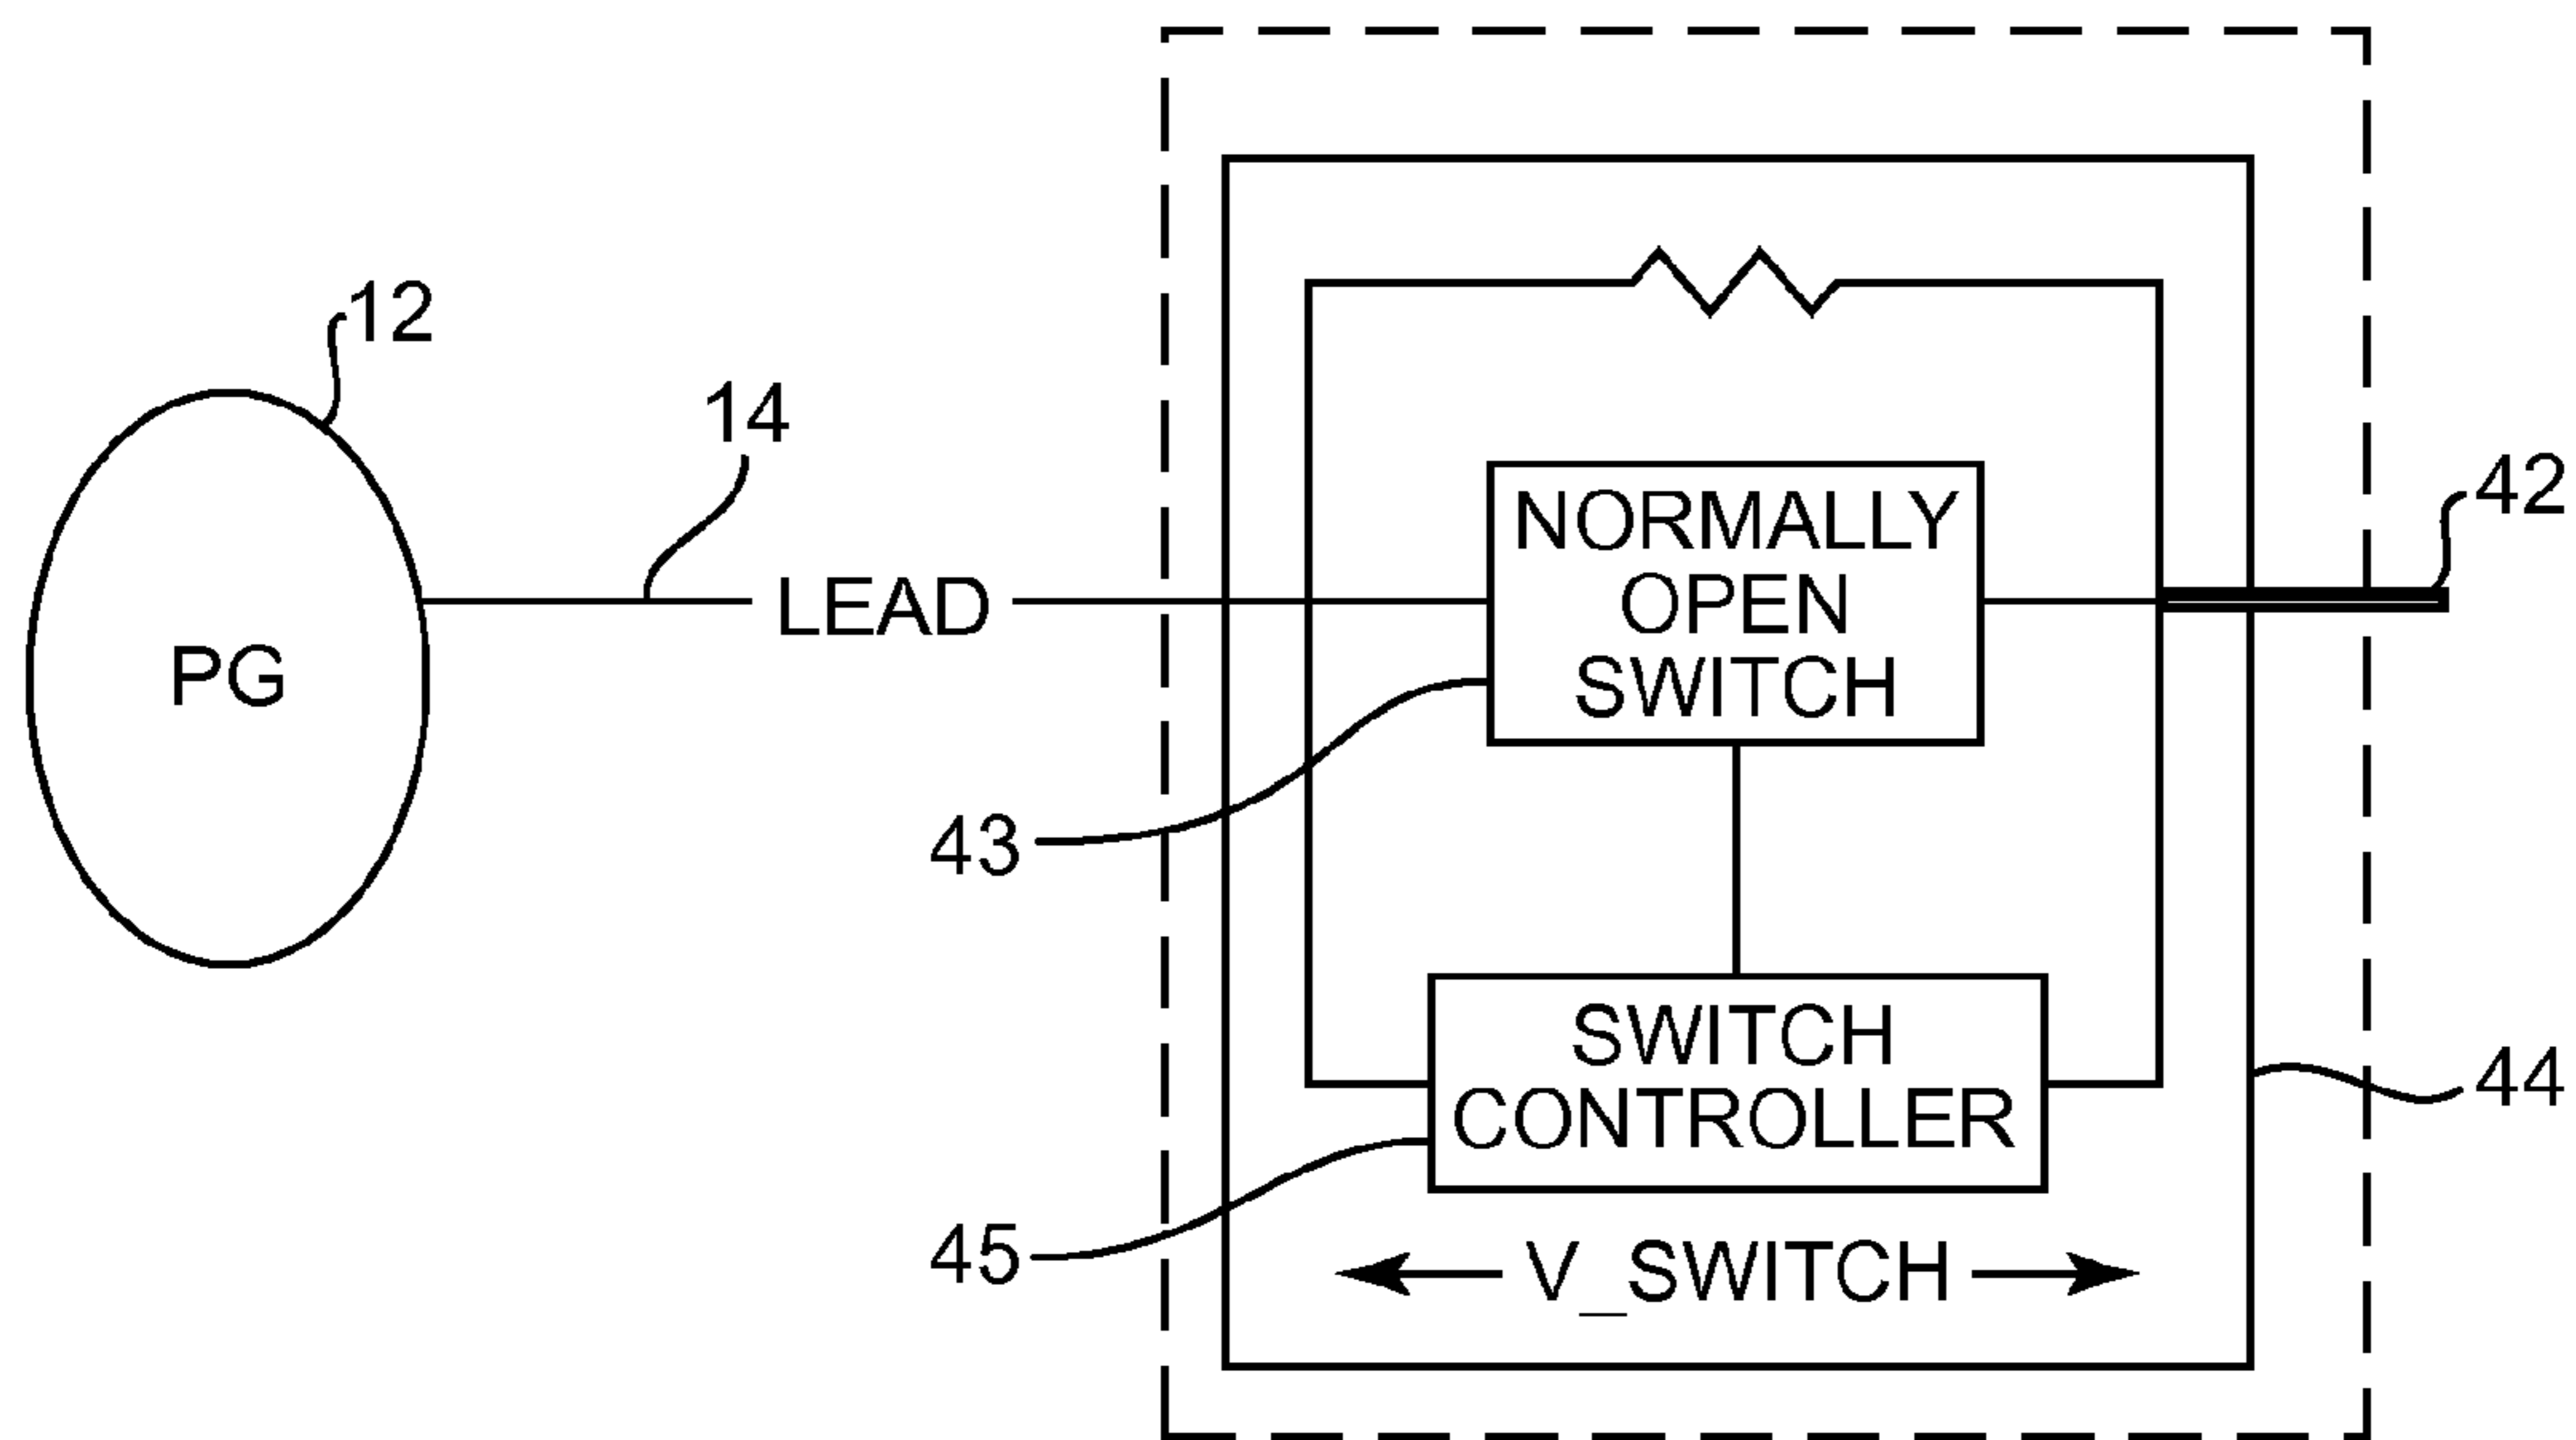 12
PG
14
LEAD
NORMALLY
OPEN
SWITCH
42
43
SWITCH
CONTROLLER
44
45
V_SWITCH